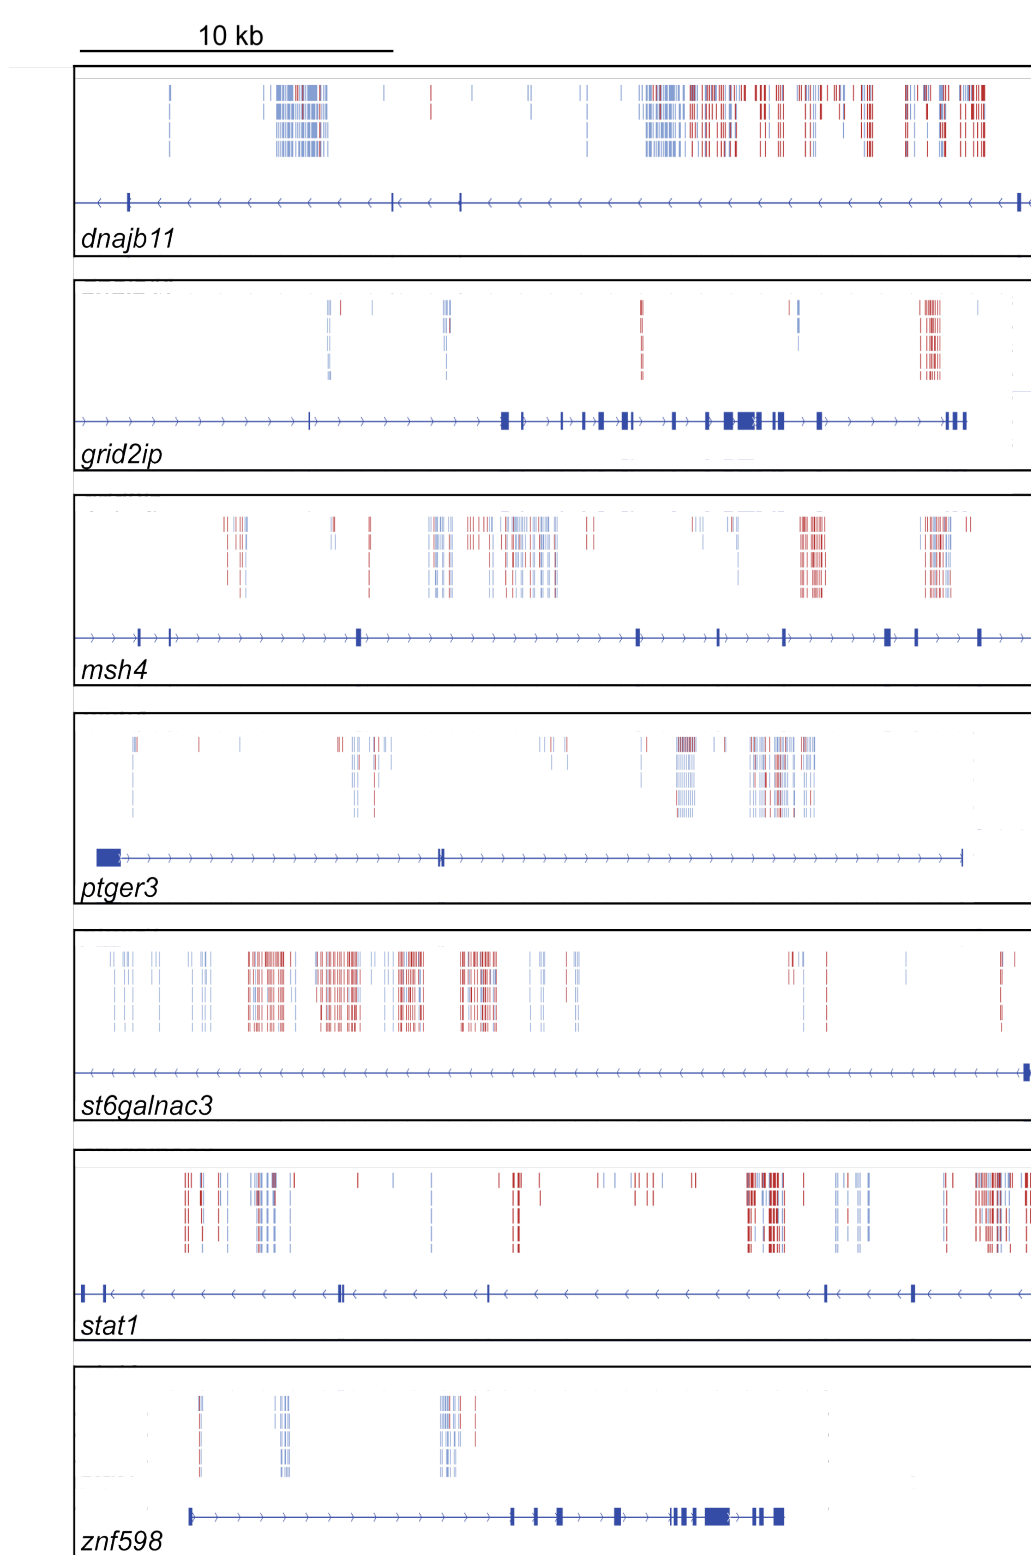 10 kb
dnajb11
grid2ip
msh4
ptger3
st6galnac3
stat1
znf598